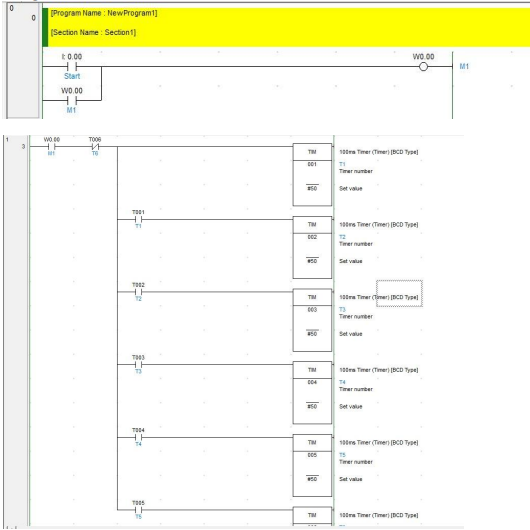 0
0
[Program Name : NewProgram1]
[Section Name : Section1]
I: 0.00
Start
W0.00
M1
W0.00
M1
1
3
W0.00
M1
T006
T6
TIM
100ms Timer (Timer) [BCD Type]
001
T1
Timer number
#50
Set value
T001
T1
TIM
100ms Timer (Timer) [BCD Type]
002
T2
Timer number
#50
Set value
T002
T2
TIM
100ms Timer (Timer) [BCD Type]
003
T3
Timer number
#50
Set value
T003
T3
TIM
100ms Timer (Timer) [BCD Type]
004
T4
Timer number
#50
Set value
T004
T4
TIM
100ms Timer (Timer) [BCD Type]
005
T5
Timer number
#50
Set value
T005
T5
TIM
100ms Timer (Timer) [BCD Type]